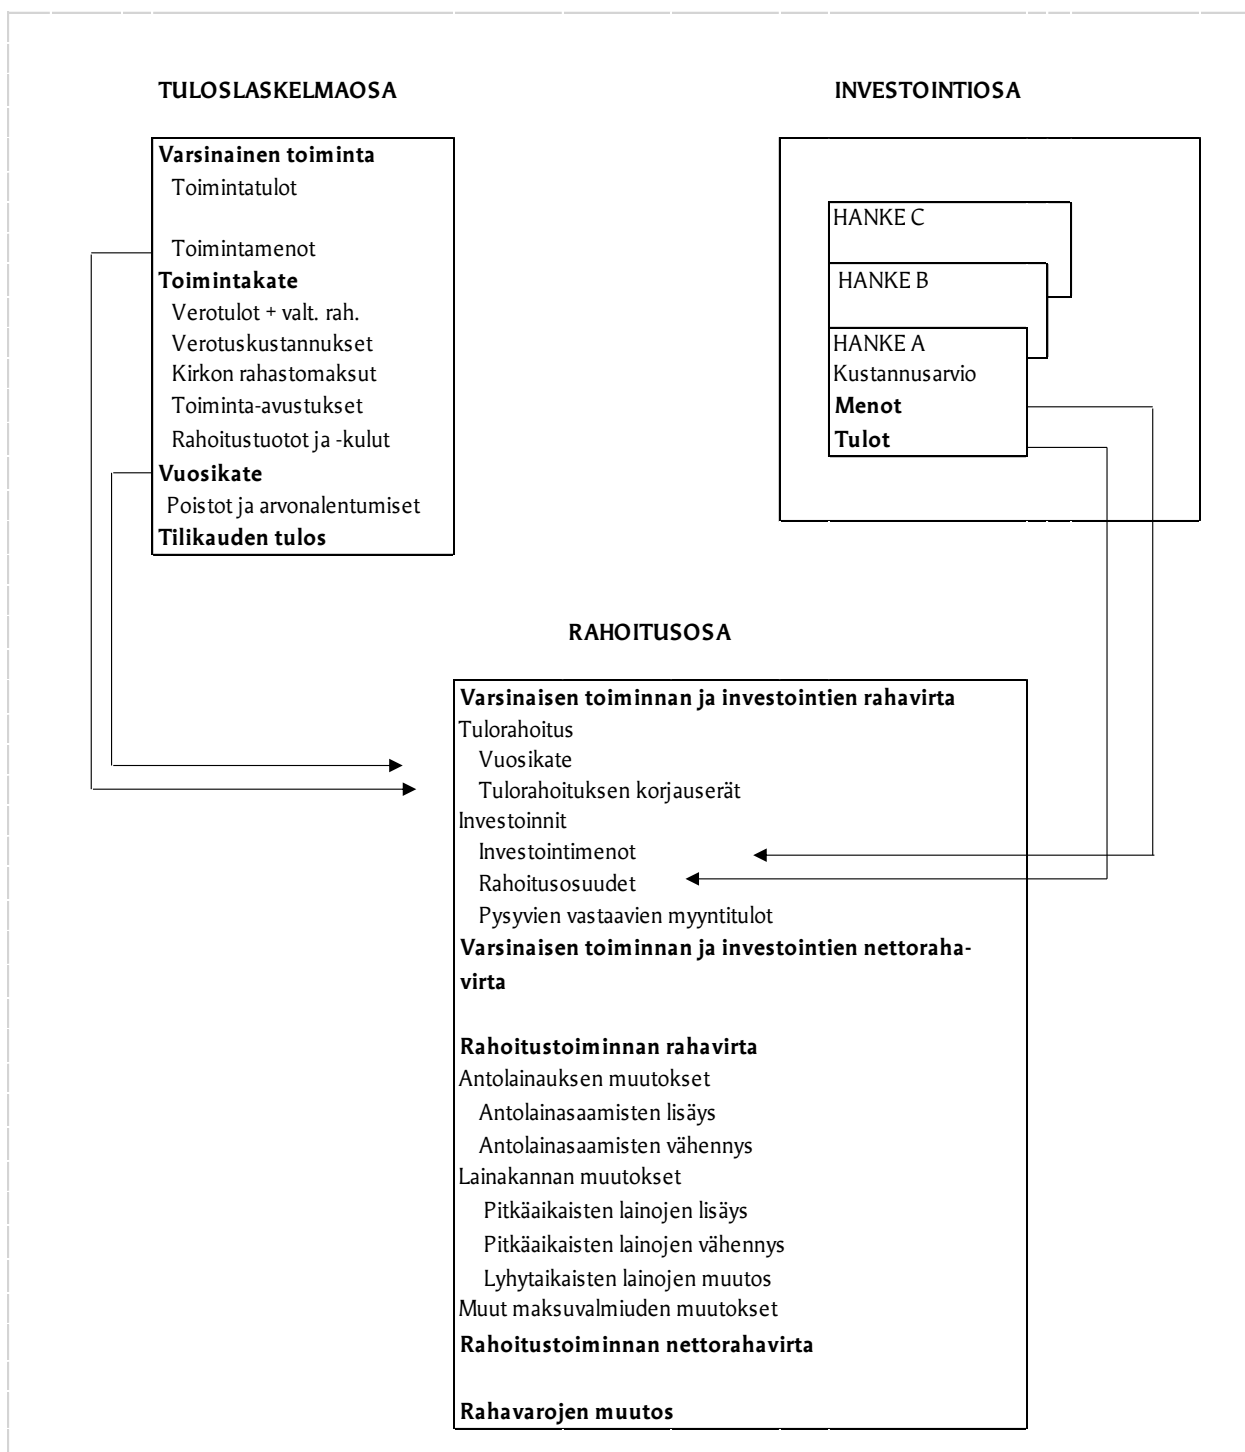 TULOSLASKELMAOSA
Varsinainen toiminta
Toimintatulot
Toimintamenot
Toimintakate
Verotulot + valt. rah.
Verotuskustannukset
Kirkon rahastomaksut
Toiminta-avustukset
Rahoitustuotot ja -kulut
Vuosikate
Poistot ja arvonalentumiset
Tilikauden tulos
INVESTOINTIOSA
HANKE C
HANKE B
HANKE A
Kustannusarvio
Menot
Tulot
RAHOITUSOSA
Varsinaisen toiminnan ja investointien rahavirta
Tulorahoitus
Vuosikate
Tulorahoituksen korjauserät
Investoinnit
Investointimenot
Rahoitusosuudet
Pysyvien vastaavien myyntitulot
Varsinaisen toiminnan ja investointien nettoraha-
virta
Rahoitustoiminnan rahavirta
Antolainauksen muutokset
Antolainasaamisten lisäys
Antolainasaamisten vähennys
Lainakannan muutokset
Pitkäaikaisten lainojen lisäys
Pitkäaikaisten lainojen vähennys
Lyhytaikaisten lainojen muutos
Muut maksuvalmiuden muutokset
Rahoitustoiminnan nettorahavirta
Rahavarojen muutos